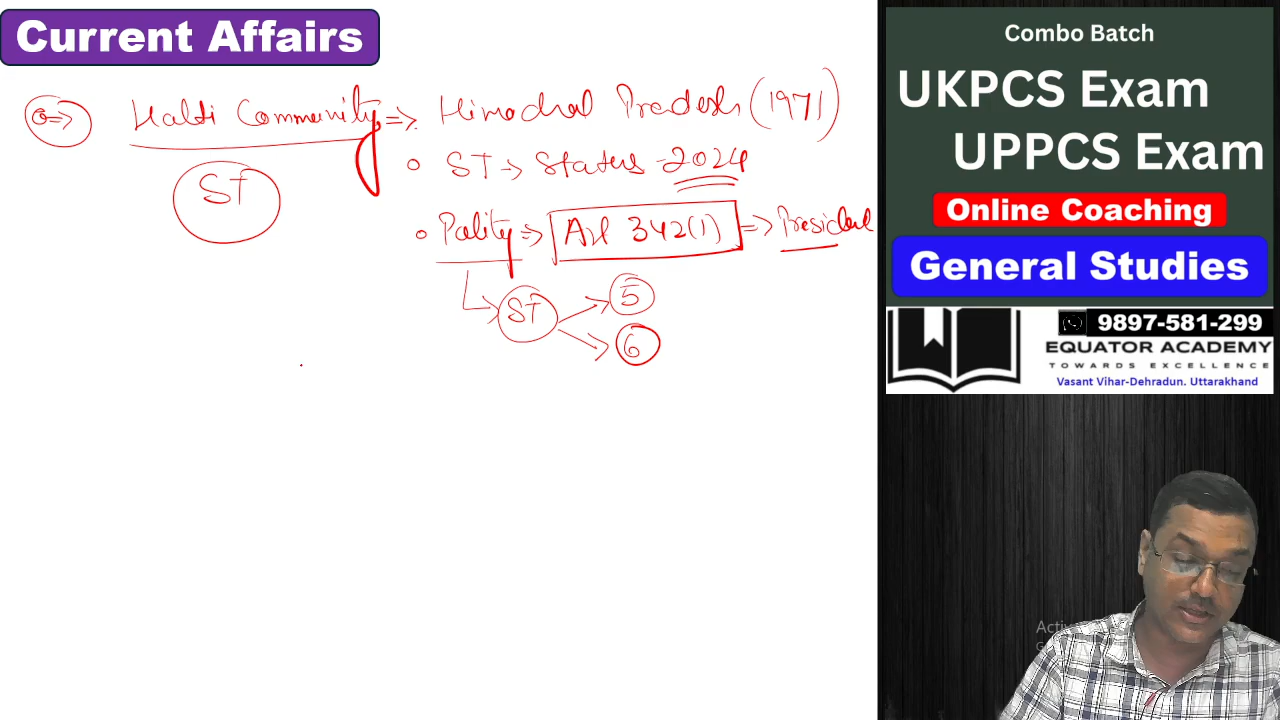 Current Affairs
Halti Community => Himachal Pradesh (1971)
ST
• ST -> Status - 2024
• Polity => Art 342(1) => President
ST
5
6
Combo Batch
UKPCS Exam
UPPCS Exam
Online Coaching
General Studies
9897-581-299
EQUATOR ACADEMY
TOWARDS EXCELLENCE
Vasant Vihar-Dehradun. Uttarakhand